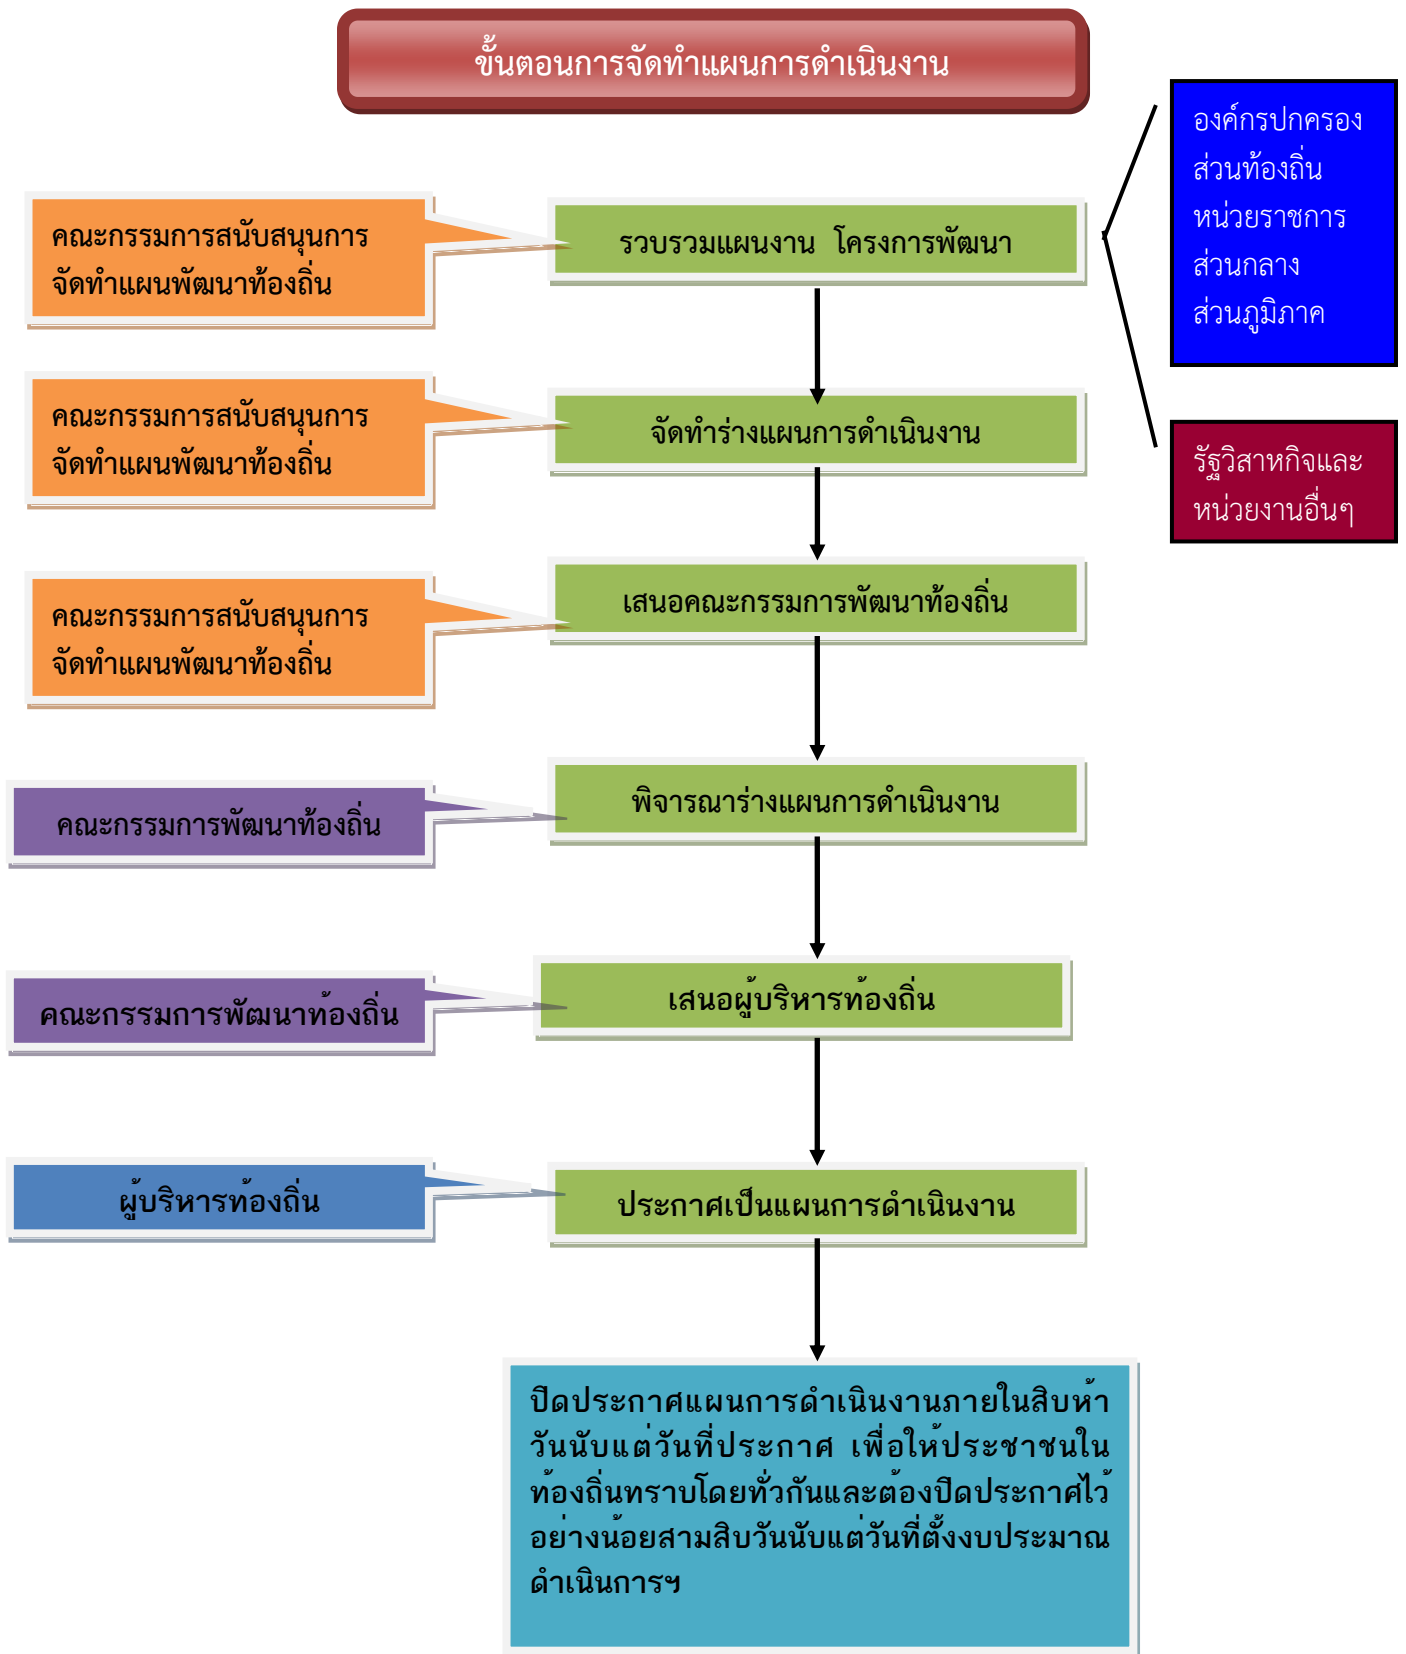 ขั้นตอนการจัดทำแผนการดำเนินงาน
องค์กรปกครอง
ส่วนท้องถิ่น
หน่วยราชการ
ส่วนกลาง
ส่วนภูมิภาค
คณะกรรมการสนับสนุนการ
จัดทำแผนพัฒนาท้องถิ่น
รวบรวมแผนงาน โครงการพัฒนา
คณะกรรมการสนับสนุนการ
จัดทำแผนพัฒนาท้องถิ่น
จัดทำร่างแผนการดำเนินงาน
รัฐวิสาหกิจและ
หน่วยงานอื่นๆ
คณะกรรมการสนับสนุนการ
จัดทำแผนพัฒนาท้องถิ่น
เสนอคณะกรรมการพัฒนาท้องถิ่น
คณะกรรมการพัฒนาท้องถิ่น
พิจารณาร่างแผนการดำเนินงาน
คณะกรรมการพัฒนาท้องถิ่น
เสนอผู้บริหารท้องถิ่น
ผู้บริหารท้องถิ่น
ประกาศเป็นแผนการดำเนินงาน
ปิดประกาศแผนการดำเนินงานภายในสิบห้า
วันนับแต่วันที่ประกาศ เพื่อให้ประชาชนใน
ท้องถิ่นทราบโดยทั่วกันและต้องปิดประกาศไว้
อย่างน้อยสามสิบวันนับแต่วันที่ตั้งงบประมาณ
ดำเนินการฯ